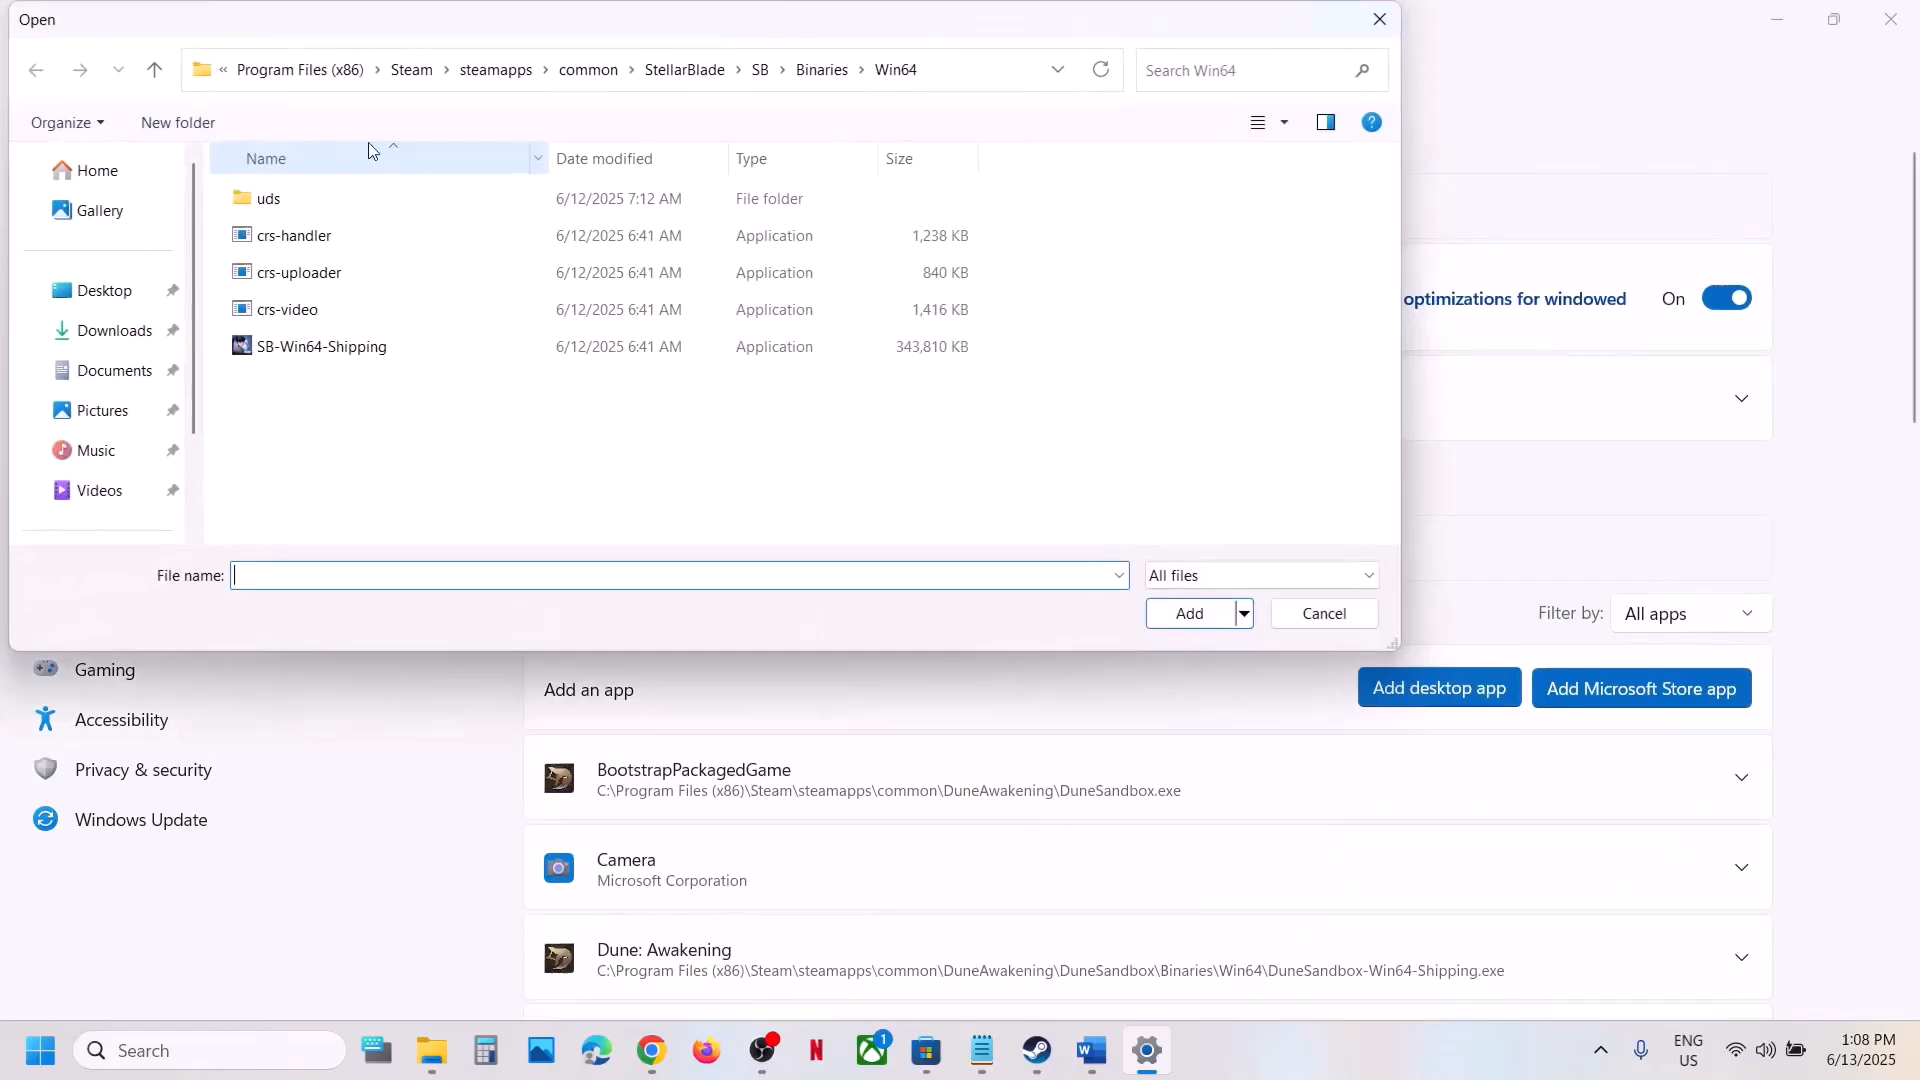 Open
« Program Files (x86) › Steam › steamapps › common › StellarBlade › SB › Binaries › Win64
Search Win64
Organize
New folder
Home
Gallery
Desktop
Downloads
Documents
Pictures
Music
Videos
Name Date modified Type Size
uds 6/12/2025 7:12 AM File folder
crs-handler 6/12/2025 6:41 AM Application 1,238 KB
crs-uploader 6/12/2025 6:41 AM Application 840 KB
crs-video 6/12/2025 6:41 AM Application 1,416 KB
SB-Win64-Shipping 6/12/2025 6:41 AM Application 343,810 KB
File name:
All files
Add
Cancel
optimizations for windowed On
Filter by: All apps
Gaming
Accessibility
Privacy & security
Windows Update
Add an app
Add desktop app
Add Microsoft Store app
BootstrapPackagedGame
C:\Program Files (x86)\Steam\steamapps\common\DuneAwakening\DuneSandbox.exe
Camera
Microsoft Corporation
Dune: Awakening
C:\Program Files (x86)\Steam\steamapps\common\DuneAwakening\DuneSandbox\Binaries\Win64\DuneSandbox-Win64-Shipping.exe
Search
1
ENG
US
1:08 PM
6/13/2025